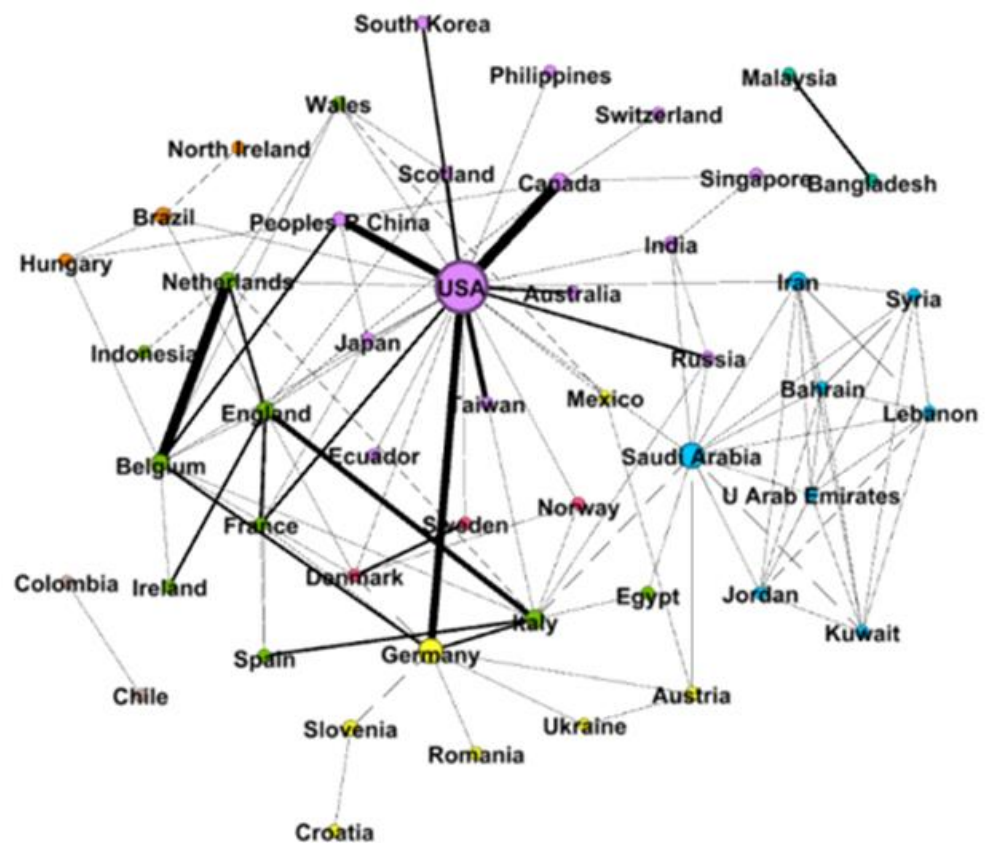 South Korea
Philippines
Malaysia
Wales
Switzerland
North Ireland
Scotland
Canada
Singapore
Bangladesh
Brazil
Peoples R China
India
Hungary
Netherlands
USA
Australia
Iran
Syria
Indonesia
Japan
Russia
Bahrain
Mexico
Taiwan
Lebanon
England
Belgium
Ecuador
Saudi Arabia
U Arab Emirates
Norway
France
Sweden
Colombia
Ireland
Denmark
Egypt
Jordan
Italy
Kuwait
Spain
Germany
Chile
Austria
Slovenia
Ukraine
Romania
Croatia